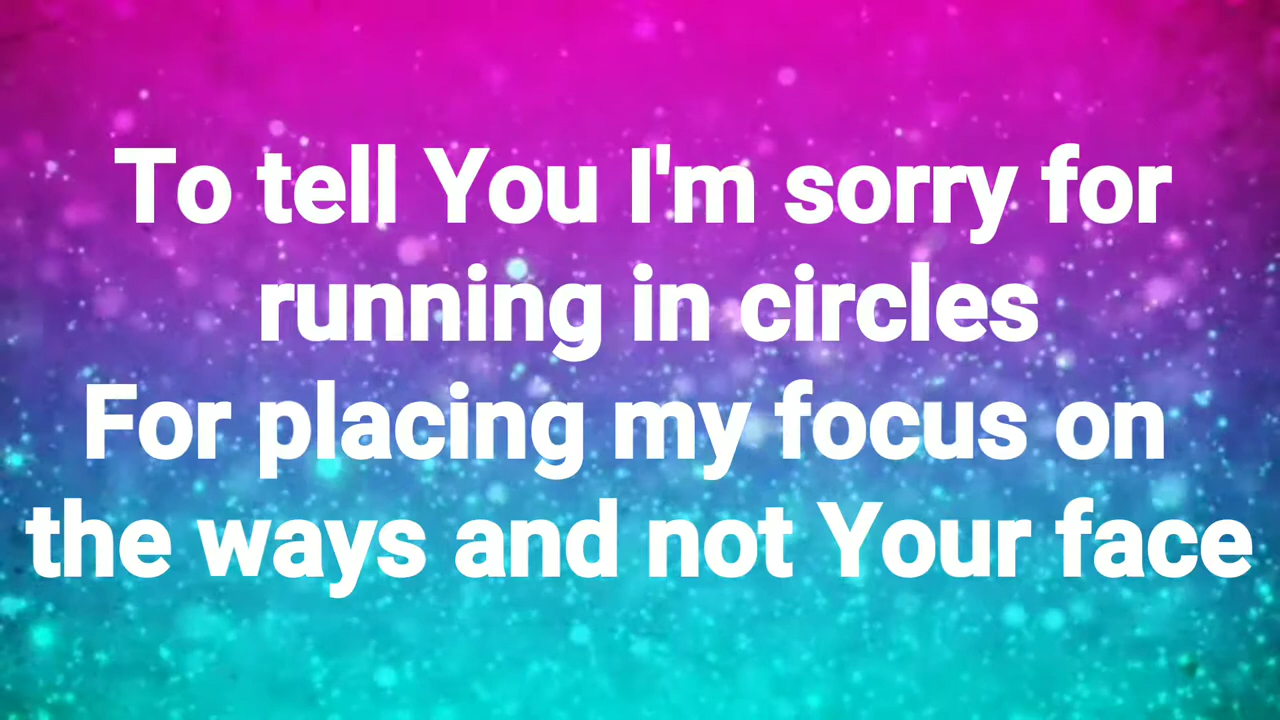 To tell You I'm sorry for
running in circles
For placing my focus on
the ways and not Your face